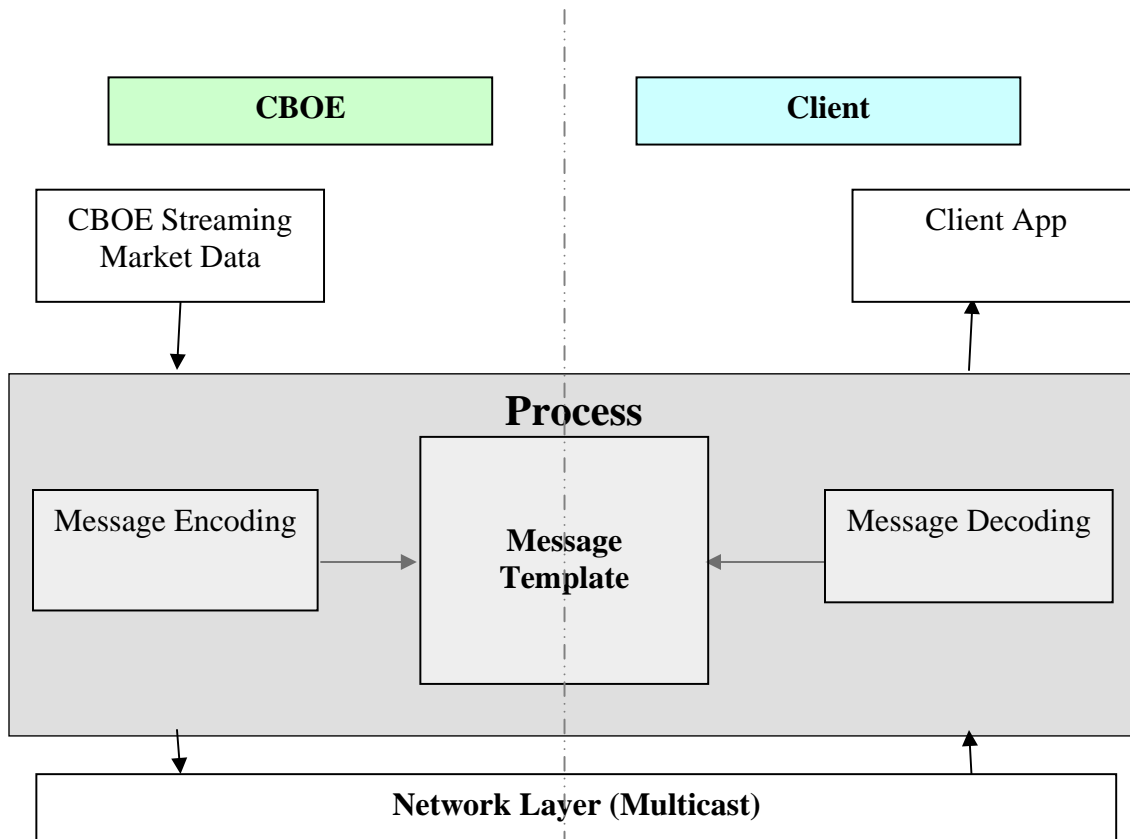 CBOE
Client
CBOE Streaming
Market Data
Client App
Process
Message Encoding
Message
Template
Message Decoding
Network Layer (Multicast)